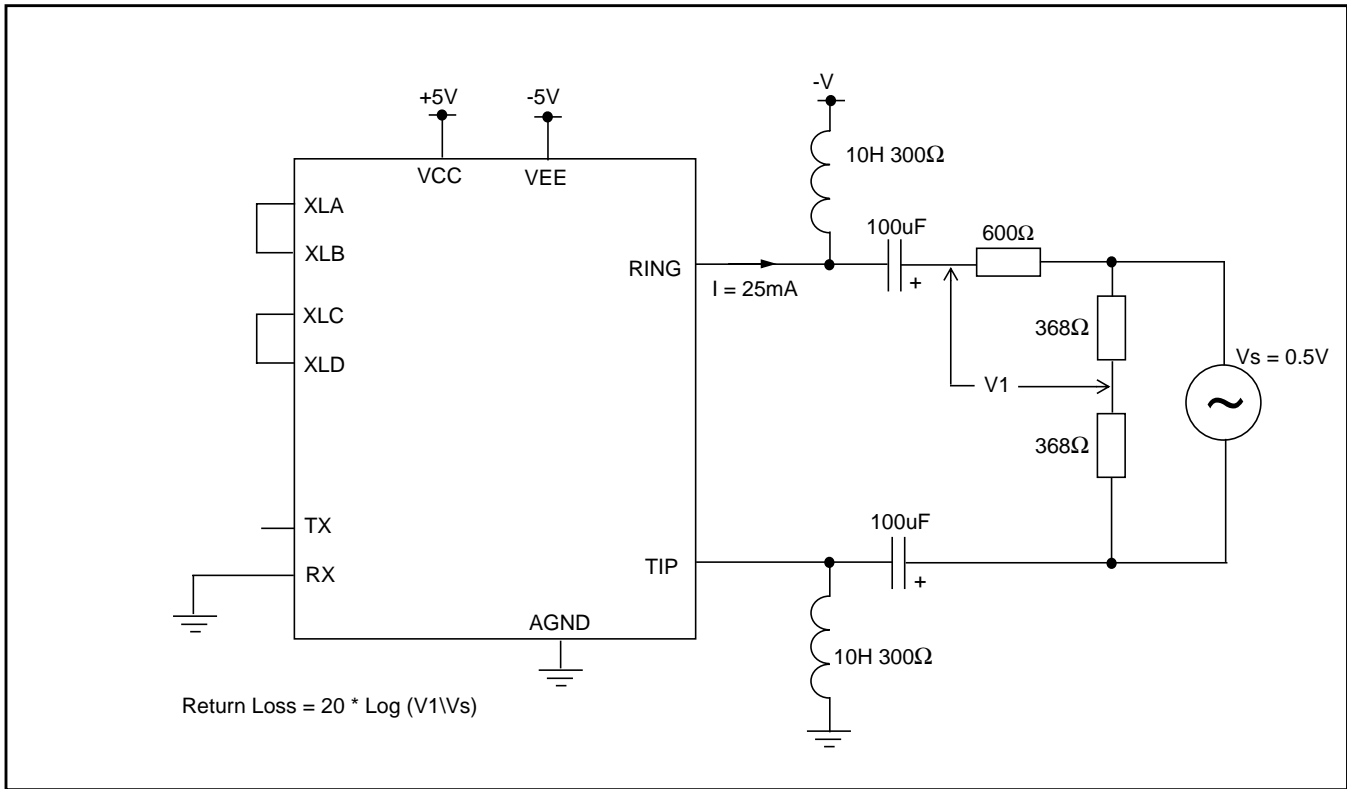 +5V
-5V
-V
10H 300Ω
VCC
VEE
XLA
XLB
100uF
600Ω
RING
I = 25mA
+
XLC
368Ω
XLD
V1
Vs = 0.5V
~
368Ω
TX
100uF
RX
TIP
+
AGND
10H 300Ω
Return Loss = 20 * Log (V1\Vs)